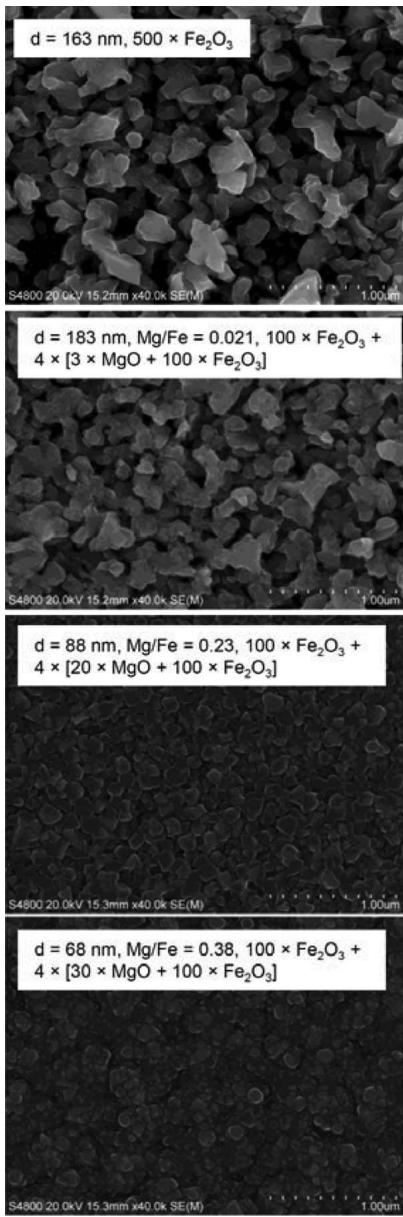 d = 163 nm, 500 × Fe₂O₃
S4800 20.0kV 15.2mm x40.0k SE(M)
1.00um
d = 183 nm, Mg/Fe = 0.021, 100 × Fe₂O₃ +
4 × [3 × MgO + 100 × Fe₂O₃]
S4800 20.0kV 15.2mm x40.0k SE(M)
1.00um
d = 88 nm, Mg/Fe = 0.23, 100 × Fe₂O₃ +
4 × [20 × MgO + 100 × Fe₂O₃]
S4800 20.0kV 15.3mm x40.0k SE(M)
1.00um
d = 68 nm, Mg/Fe = 0.38, 100 × Fe₂O₃ +
4 × [30 × MgO + 100 × Fe₂O₃]
S4800 20.0kV 15.3mm x40.0k SE(M)
1.00um